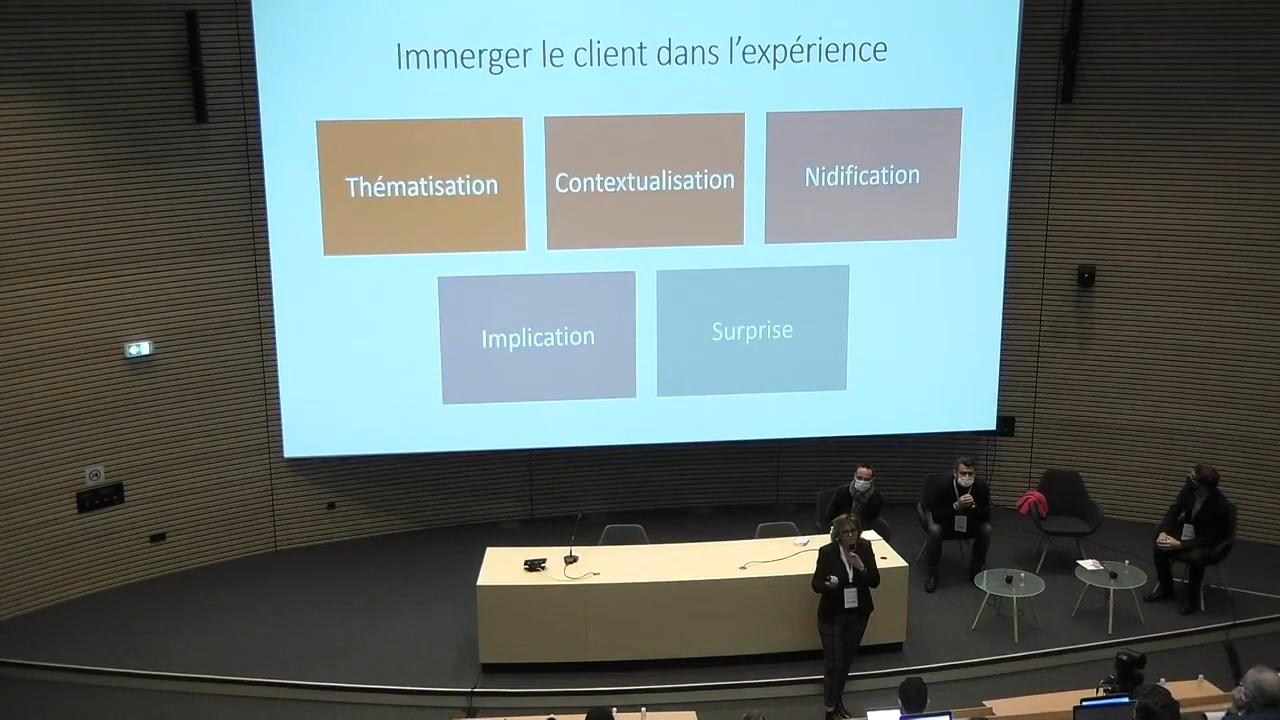 Immerger le client dans l'expérience
Thématisation
Contextualisation
Nidification
Implication
Surprise